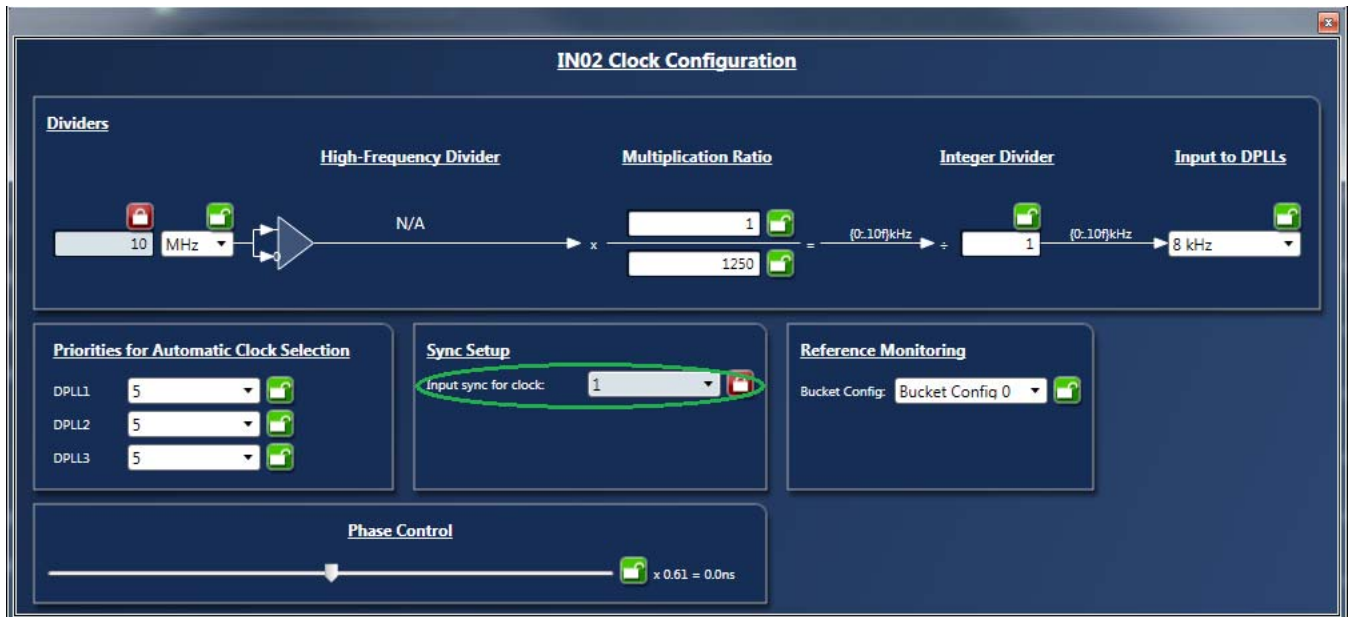 IN02 Clock Configuration
Dividers
High-Frequency Divider
Multiplication Ratio
Integer Divider
Input to DPLLs
10 MHz
N/A
x
1
1250
=
{0:.10f}kHz
÷
1
{0:.10f}kHz
8 kHz
Priorities for Automatic Clock Selection
DPLL1 5
DPLL2 5
DPLL3 5
Sync Setup
Input sync for clock: 1
Reference Monitoring
Bucket Config: Bucket Config 0
Phase Control
x 0.61 = 0.0ns